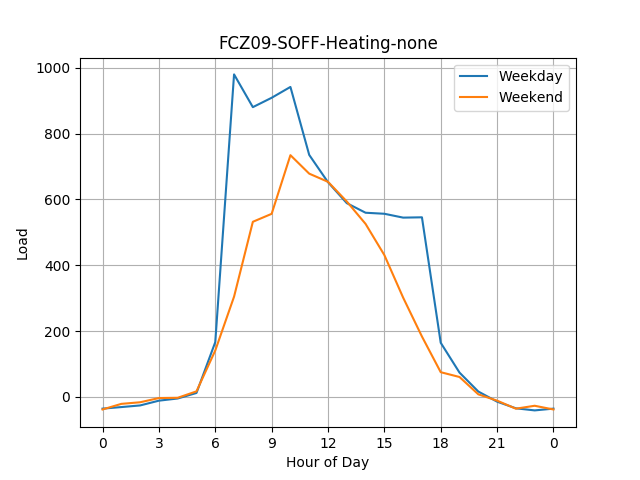 FCZ09-SOFF-Heating-none
Weekday
Weekend
Load
1000
800
600
400
200
0
0 3 6 9 12 15 18 21 0
Hour of Day